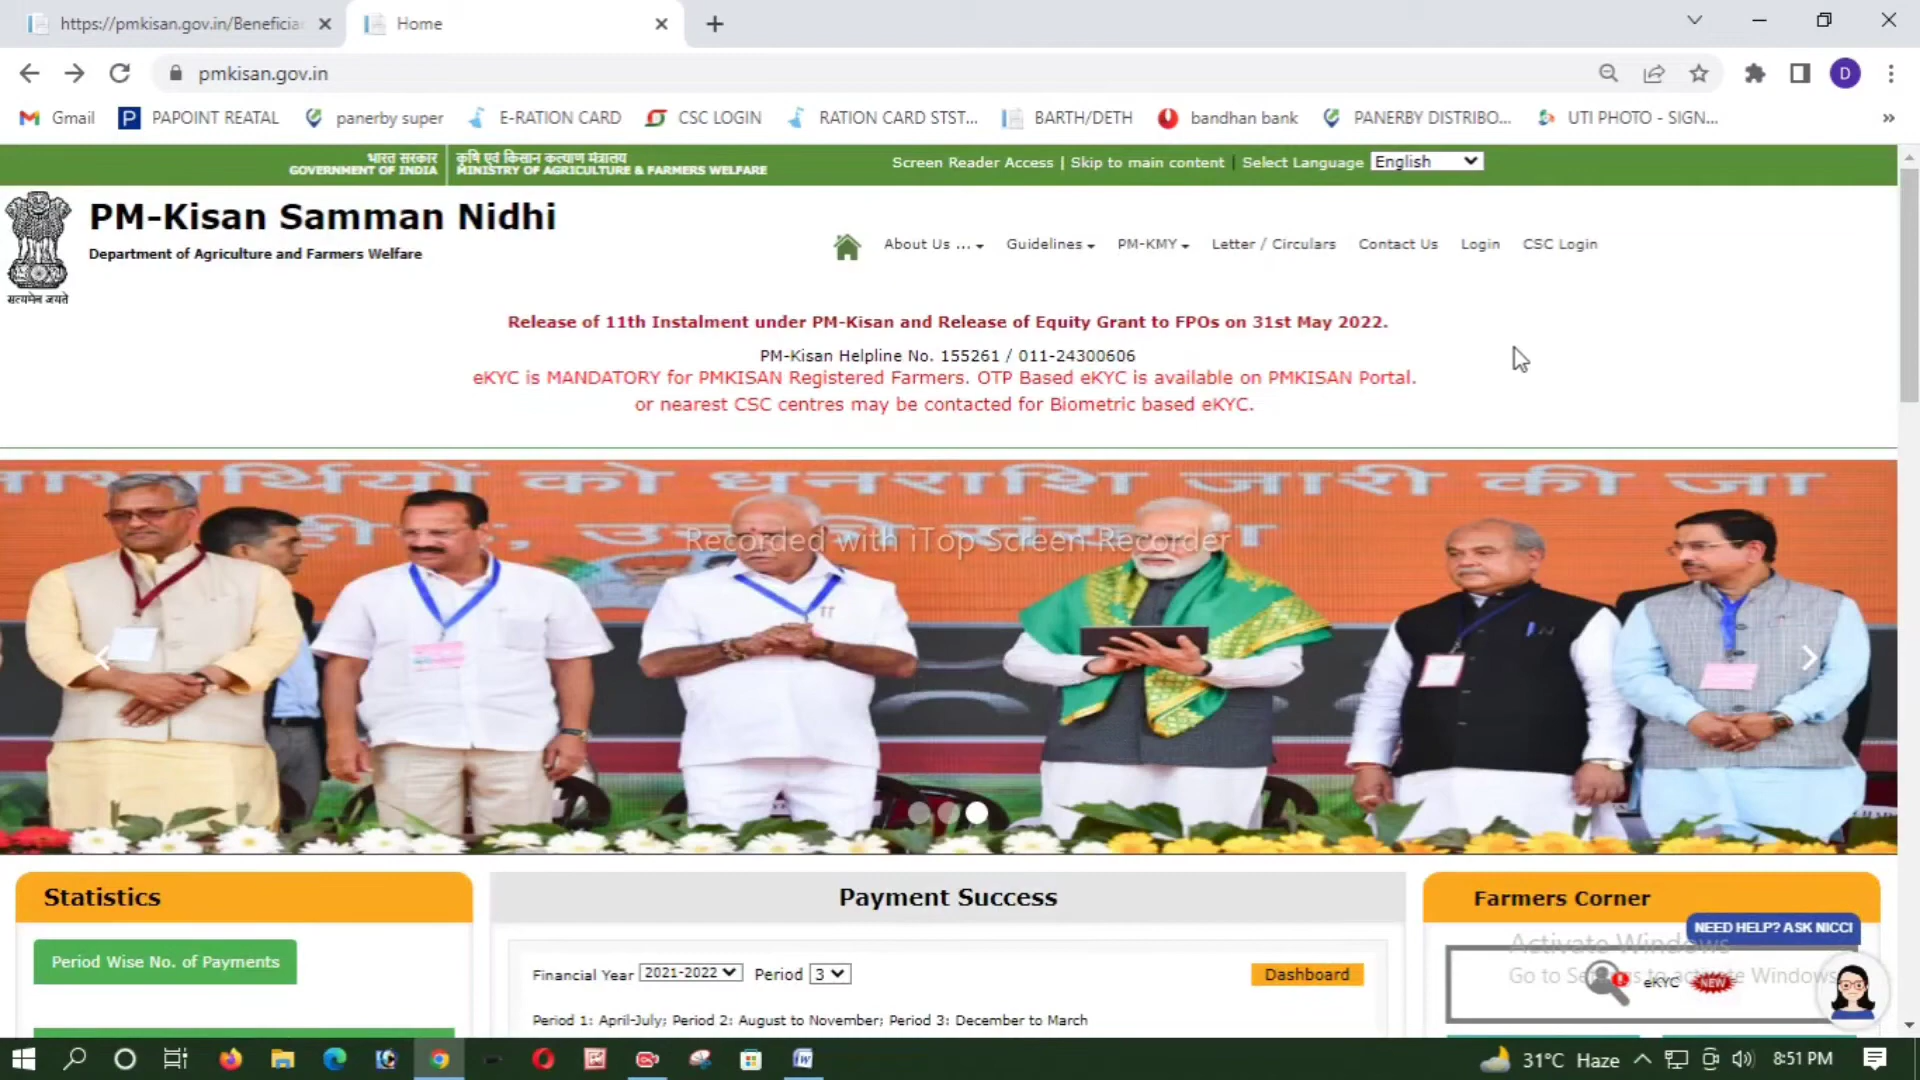 https://pmkisan.gov.in/Beneficia
Home
pmkisan.gov.in
D
Gmail
P PAPOINT REATAL
panerby super
E-RATION CARD
CSC LOGIN
RATION CARD STST...
BARTH/DETH
bandhan bank
PANERBY DISTRIBO...
UTI PHOTO - SIGN...
»
भारत सरकार
GOVERNMENT OF INDIA
कृषि एवं किसान कल्याण मंत्रालय
MINISTRY OF AGRICULTURE & FARMERS WELFARE
Screen Reader Access | Skip to main content | Select Language English
PM-Kisan Samman Nidhi
Department of Agriculture and Farmers Welfare
सत्यमेव जयते
About Us ... Guidelines PM-KMY Letter / Circulars Contact Us Login CSC Login
Release of 11th Instalment under PM-Kisan and Release of Equity Grant to FPOs on 31st May 2022.
PM-Kisan Helpline No. 155261 / 011-24300606
eKYC is MANDATORY for PMKISAN Registered Farmers. OTP Based eKYC is available on PMKISAN Portal.
or nearest CSC centres may be contacted for Biometric based eKYC.
को धनराशि जारी की जा
Recorded with iTop Screen Recorder
Statistics
Period Wise No. of Payments
Payment Success
Financial Year 2021-2022 Period 3
Dashboard
Period 1: April-July; Period 2: August to November; Period 3: December to March
Farmers Corner
NEED HELP? ASK NICCI
Activate Windows
Go to Settings to activate Windows.
eKYC NEW
31°C Haze
8:51 PM